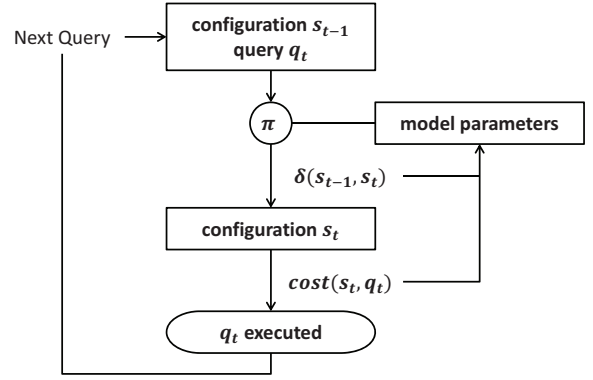 Next Query
configuration s_{t−1}
query q_t
π
model parameters
δ(s_{t−1}, s_t)
configuration s_t
cost(s_t, q_t)
q_t executed